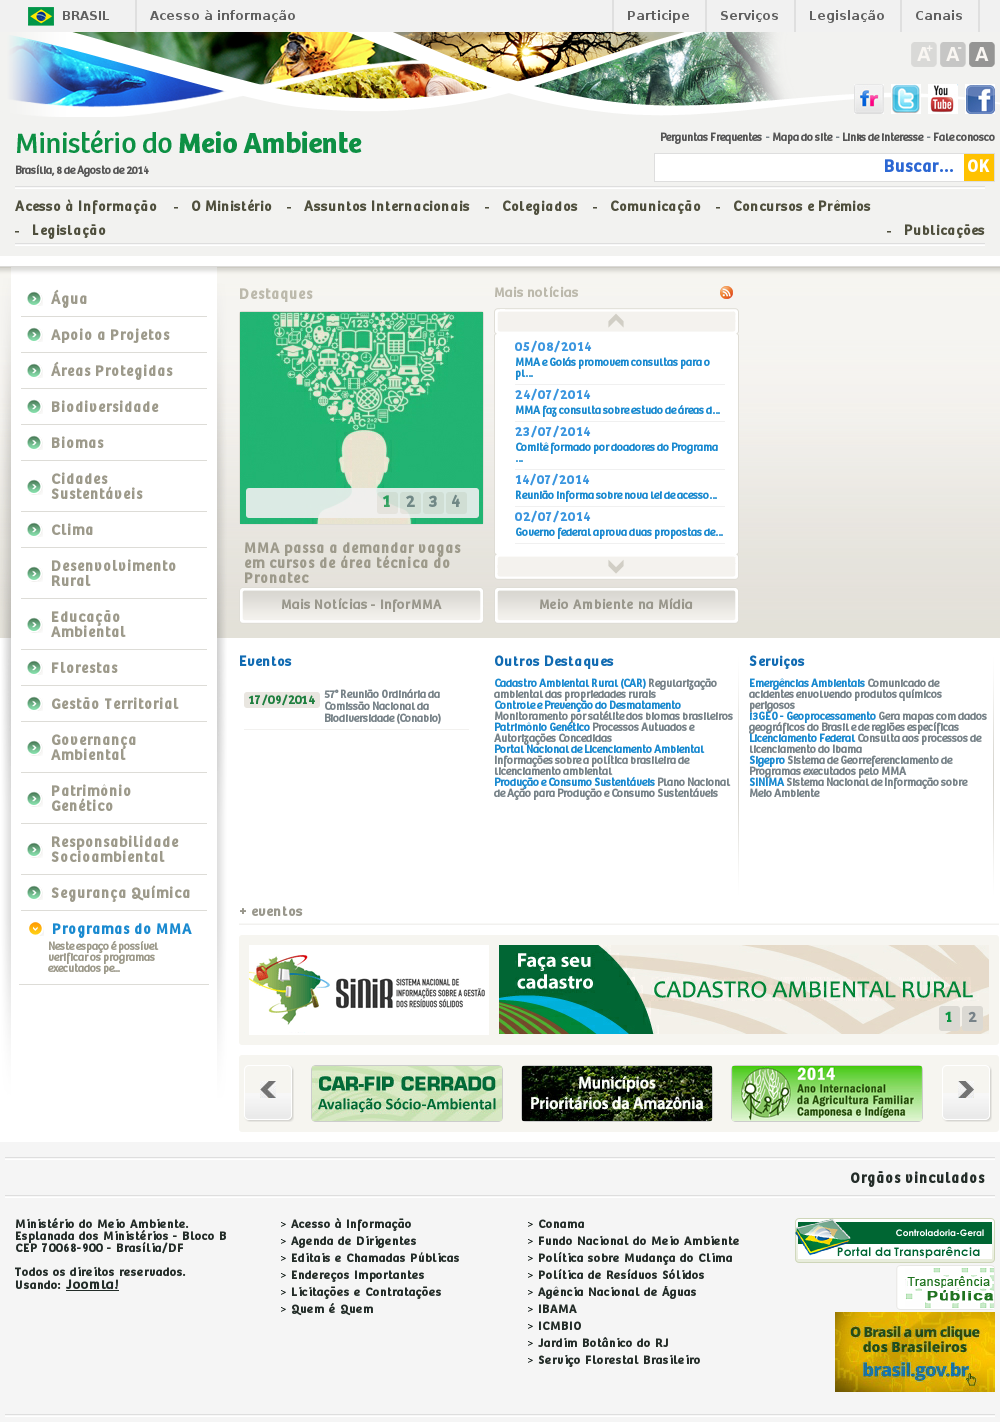 BRASIL
Acesso à informação
Participe
Serviços
Legislação
Canais
A+ A- A
fr
You Tube
f
Ministério do Meio Ambiente
Brasília, 8 de Agosto de 2014
Perguntas Frequentes - Mapa do site - Links de Interesse - Fale conosco
Buscar... OK
Acesso à Informação - O Ministério - Assuntos Internacionais - Colegiados - Comunicação - Concursos e Prêmios
- Legislação - Publicações
Água
Apoio a Projetos
Áreas Protegidas
Biodiversidade
Biomas
Cidades
Sustentáveis
Clima
Desenvolvimento
Rural
Educação
Ambiental
Florestas
Gestão Territorial
Governança
Ambiental
Patrimônio
Genético
Responsabilidade
Socioambiental
Segurança Química
Programas do MMA
Neste espaço é possível
verificar os programas
executados pe...
Destaques
1 2 3 4
MMA passa a demandar vagas
em cursos de área técnica do
Pronatec
Mais Notícias - InforMMA
Mais notícias
05/08/2014
MMA e Goiás promovem consultas para o
pl...
24/07/2014
MMA faz consulta sobre estudo de áreas d...
23/07/2014
Comitê formado por doadores do Programa
...
14/07/2014
Reunião informa sobre nova lei de acesso...
02/07/2014
Governo federal aprova duas propostas de...
Meio Ambiente na Mídia
Eventos
17/09/2014
57ª Reunião Ordinária da
Comissão Nacional da
Biodiversidade (Conabio)
Outros Destaques
Cadastro Ambiental Rural (CAR) Regularização
ambiental das propriedades rurais
Controle e Prevenção do Desmatamento
Monitoramento por satélite dos biomas brasileiros
Patrimônio Genético Processos Autuados e
Autorizações Concedidas
Portal Nacional de Licenciamento Ambiental
Informações sobre a política brasileira de
licenciamento ambiental
Produção e Consumo Sustentáveis Plano Nacional
de Ação para Produção e Consumo Sustentáveis
Serviços
Emergências Ambientais Comunicado de
acidentes envolvendo produtos químicos
perigosos
I3GEO - Geoprocessamento Gera mapas com dados
geográficos do Brasil e de regiões específicas
Licenciamento Federal Consulta aos processos de
licenciamento do Ibama
Sigepro Sistema de Georreferenciamento de
Programas executados pelo MMA
SINIMA Sistema Nacional de Informação sobre
Meio Ambiente
+ eventos
SINIR SISTEMA NACIONAL DE
INFORMAÇÕES SOBRE A GESTÃO
DOS RESÍDUOS SÓLIDOS
Faça seu
cadastro
CADASTRO AMBIENTAL RURAL
1 2
CAR-FIP CERRADO
Avaliação Sócio-Ambiental
Municípios
Prioritários da Amazônia
2014
Ano Internacional
da Agricultura Familiar
Camponesa e Indígena
Orgãos vinculados
Ministério do Meio Ambiente.
Esplanada dos Ministérios - Bloco B
CEP 70068-900 - Brasília/DF
Todos os direitos reservados.
Usando: Joomla!
> Acesso à Informação
> Agenda de Dirigentes
> Editais e Chamadas Públicas
> Endereços Importantes
> Licitações e Contratações
> Quem é Quem
> Conama
> Fundo Nacional do Meio Ambiente
> Política sobre Mudança do Clima
> Política de Resíduos Sólidos
> Agência Nacional de Águas
> IBAMA
> ICMBIO
> Jardim Botânico do RJ
> Serviço Florestal Brasileiro
Controladoria-Geral
Portal da Transparência
Transparência
Pública
O Brasil a um clique
dos Brasileiros
brasil.gov.br